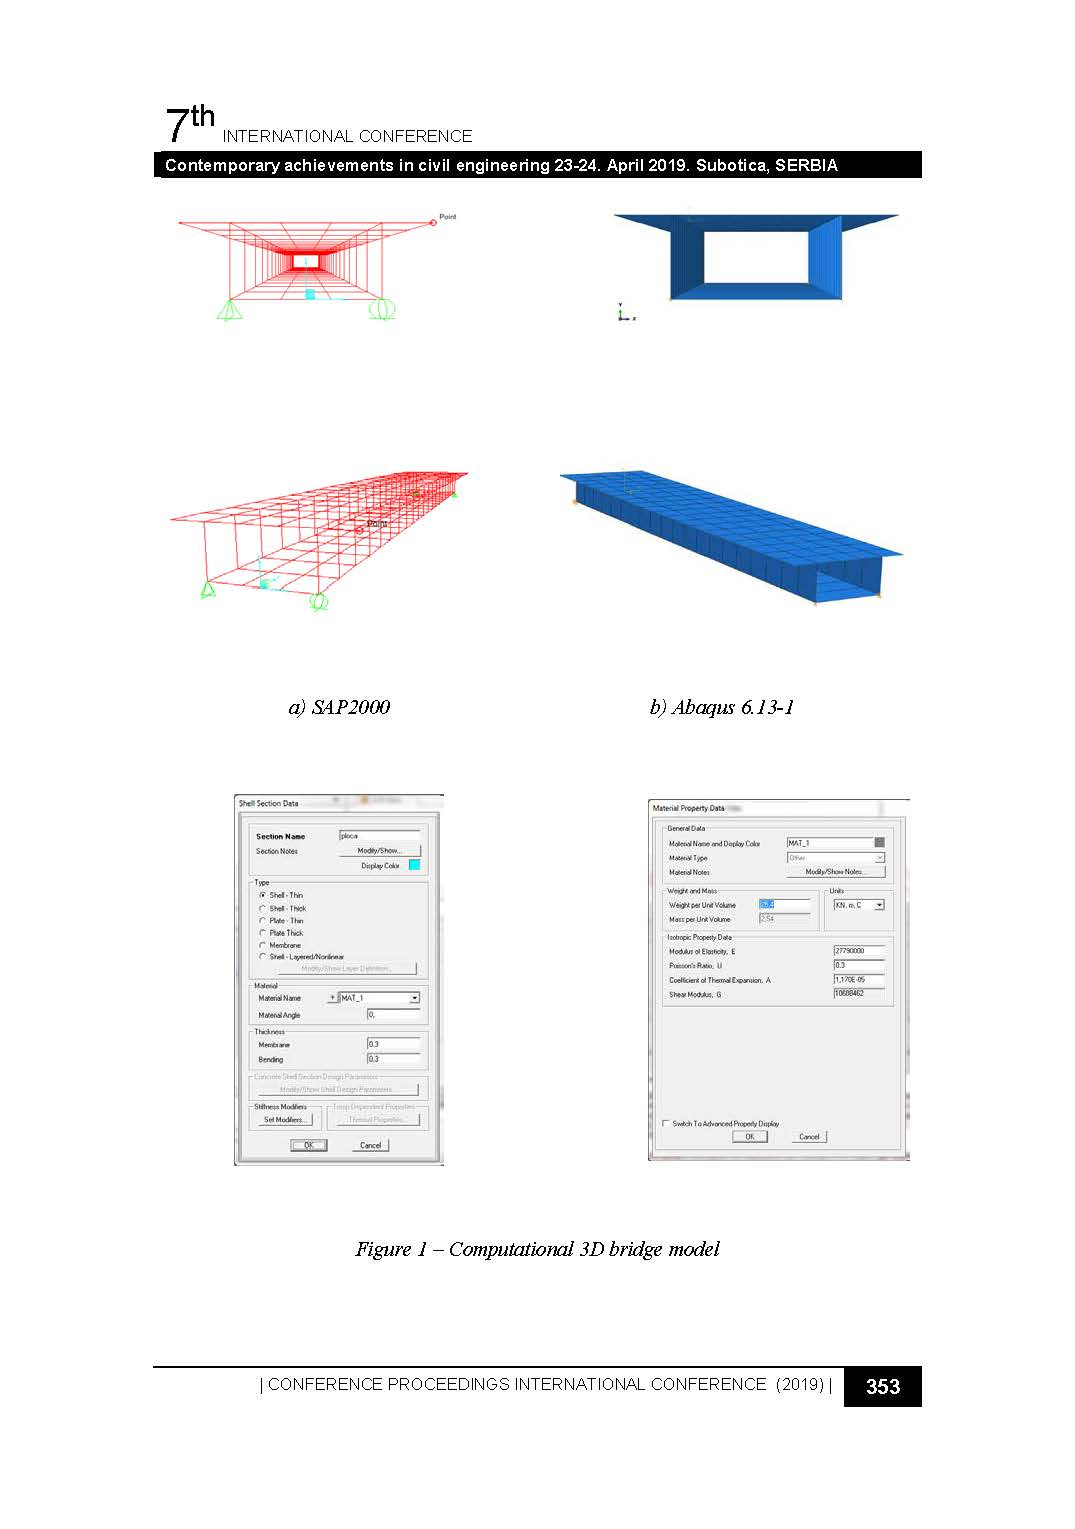 7th INTERNATIONAL CONFERENCE
Contemporary achievements in civil engineering 23-24. April 2019. Subotica, SERBIA
Point
Y
X
Point
a) SAP2000
b) Abaqus 6.13-1
Shell Section Data
Section Name ploca
Section Notes Modify/Show...
Display Color
Type
Shell - Thin
Shell - Thick
Plate - Thin
Plate Thick
Membrane
Shell - Layered/Nonlinear
Modify/Show Layer Definition...
Material
Material Name + MAT_1
Material Angle 0,
Thickness
Membrane 0.3
Bending 0.3
Concrete Shell Section Design Parameters
Modify/Show Shell Design Parameters...
Stiffness Modifiers
Set Modifiers...
Temp Dependent Properties
Thermal Properties...
OK Cancel
Material Property Data
General Data
Material Name and Display Color MAT_1
Material Type Other
Material Notes Modify/Show Notes...
Weight and Mass
Weight per Unit Volume
Mass per Unit Volume 2,54
Units
KN, m, C
Isotropic Property Data
Modulus of Elasticity, E 27790000
Poisson's Ratio, U 0.3
Coefficient of Thermal Expansion, A 1,170E-05
Shear Modulus, G 10688462
Switch To Advanced Property Display
OK Cancel
Figure 1 – Computational 3D bridge model
| CONFERENCE PROCEEDINGS INTERNATIONAL CONFERENCE (2019) | 353